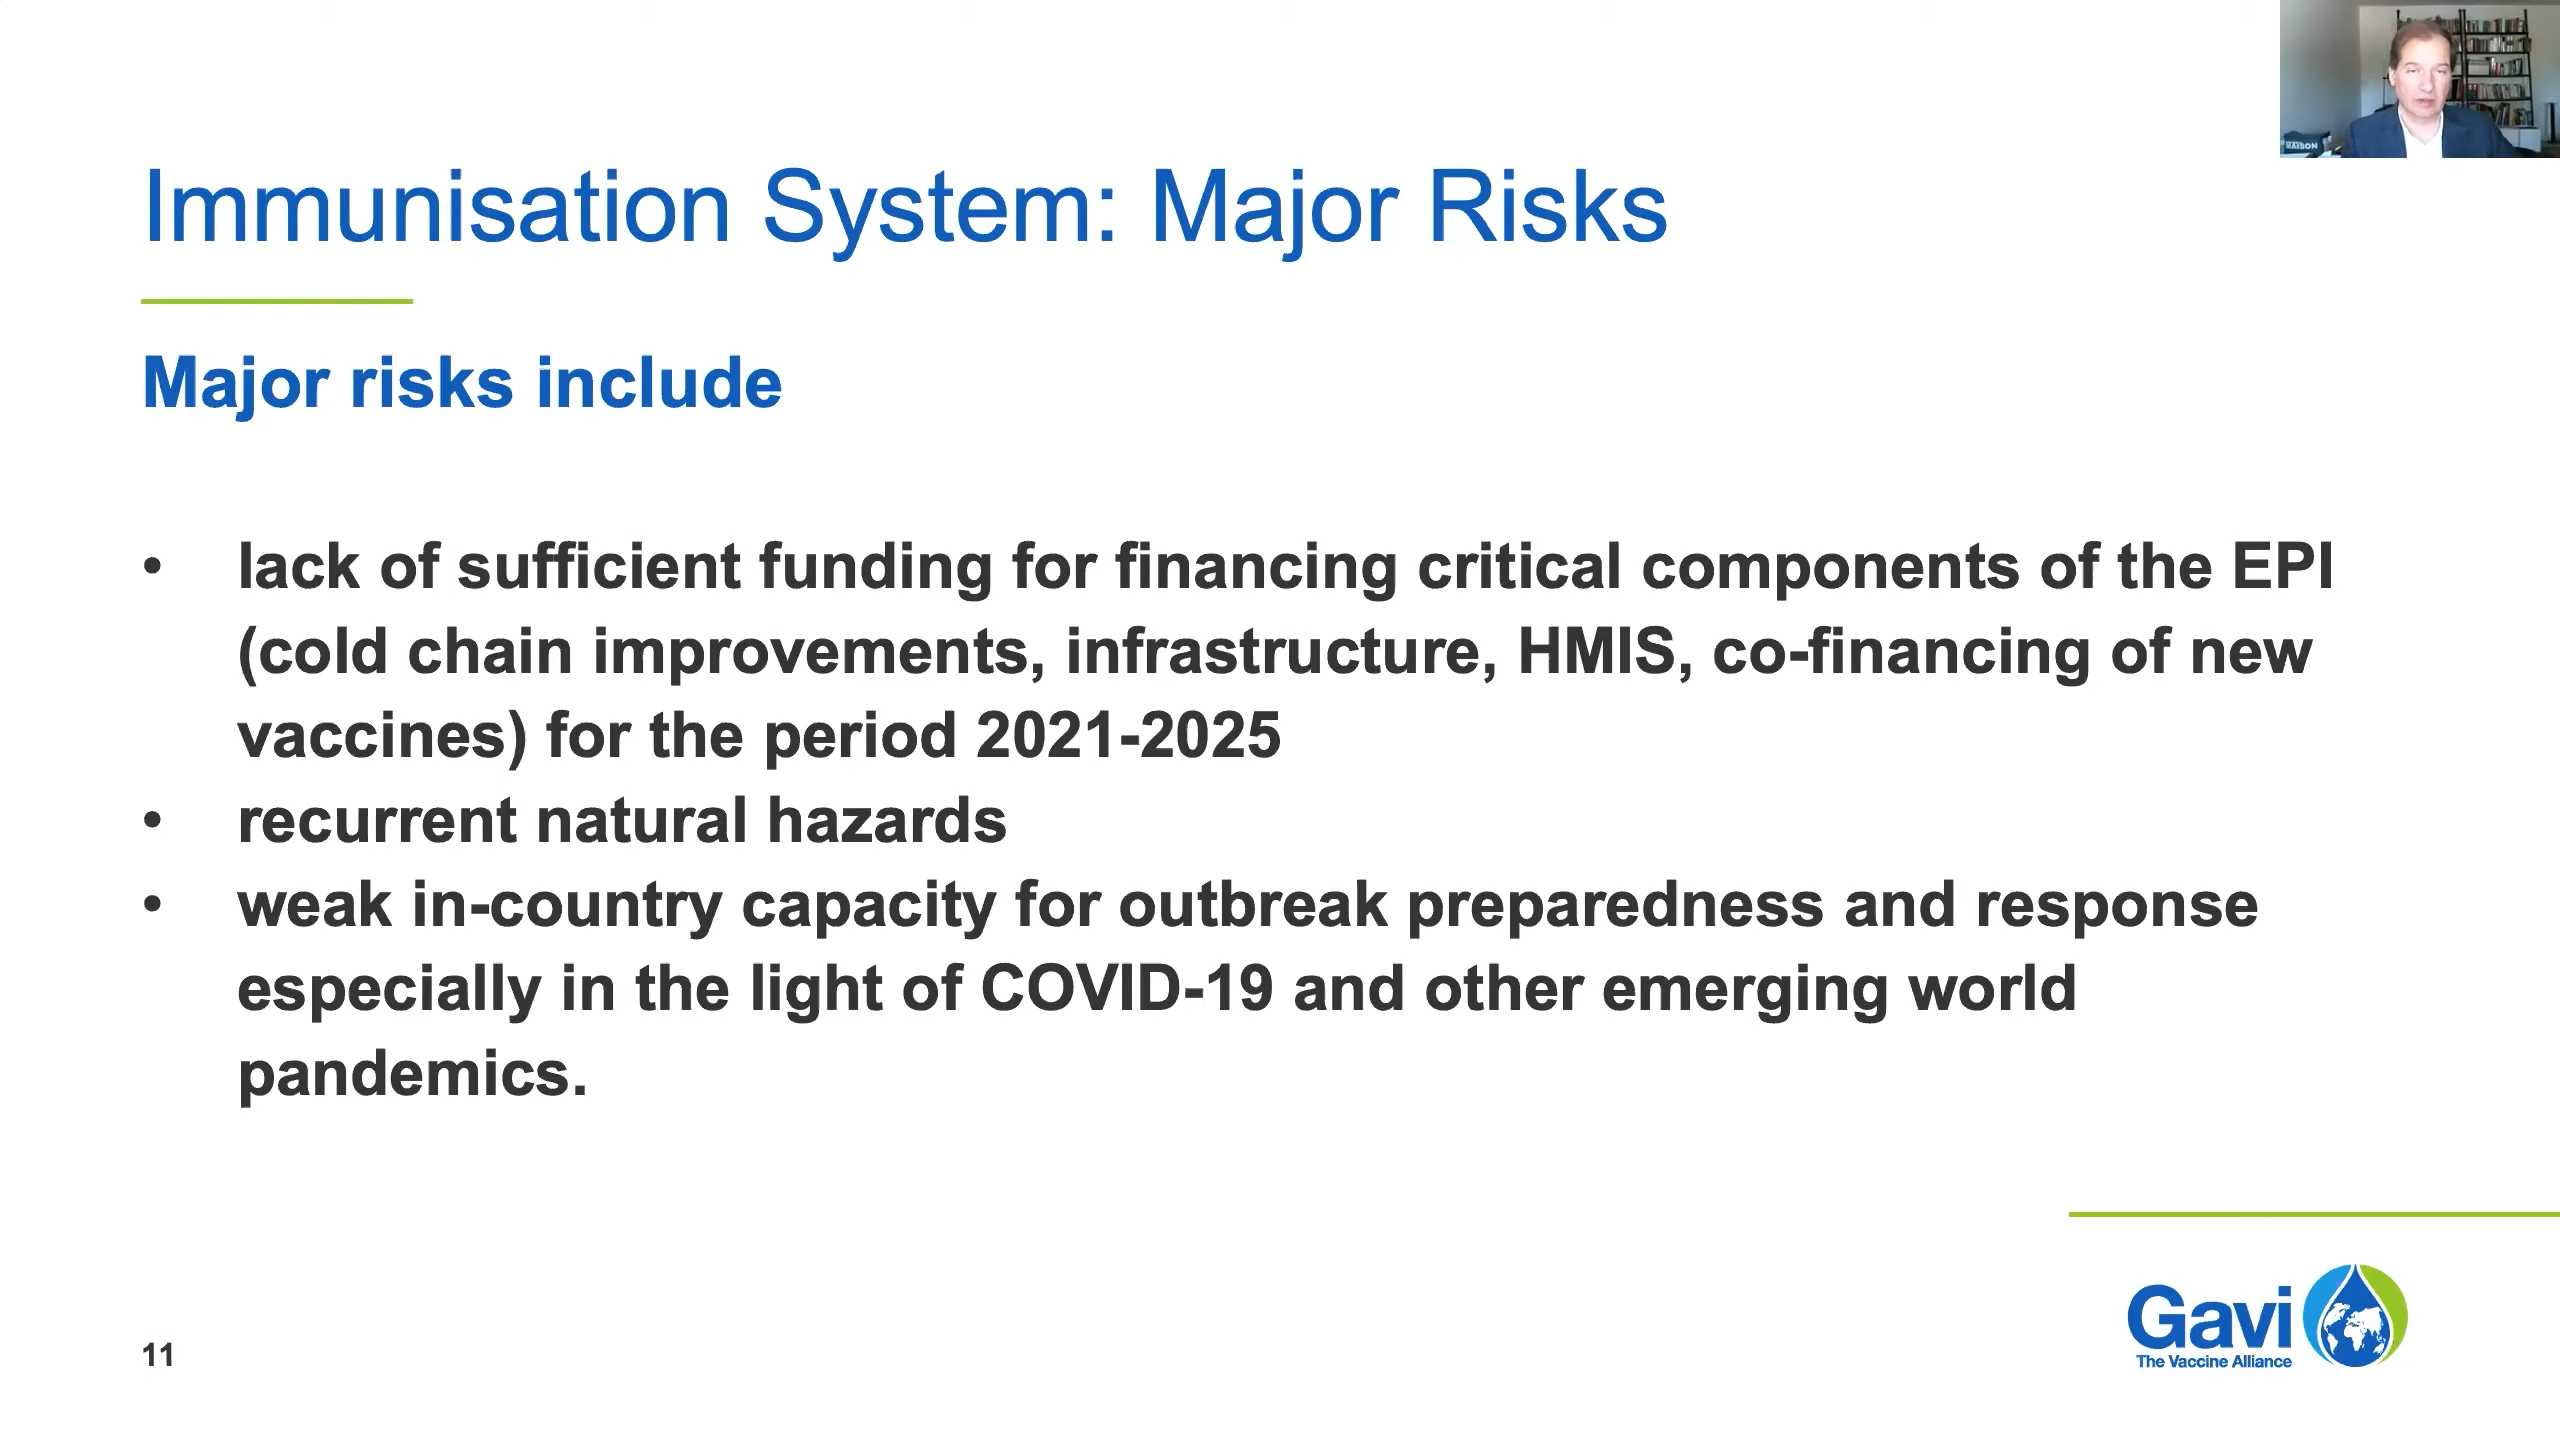 MAISON
Immunisation System: Major Risks
Major risks include
• lack of sufficient funding for financing critical components of the EPI
(cold chain improvements, infrastructure, HMIS, co-financing of new
vaccines) for the period 2021-2025
• recurrent natural hazards
• weak in-country capacity for outbreak preparedness and response
especially in the light of COVID-19 and other emerging world
pandemics.
11
Gavi
The Vaccine Alliance